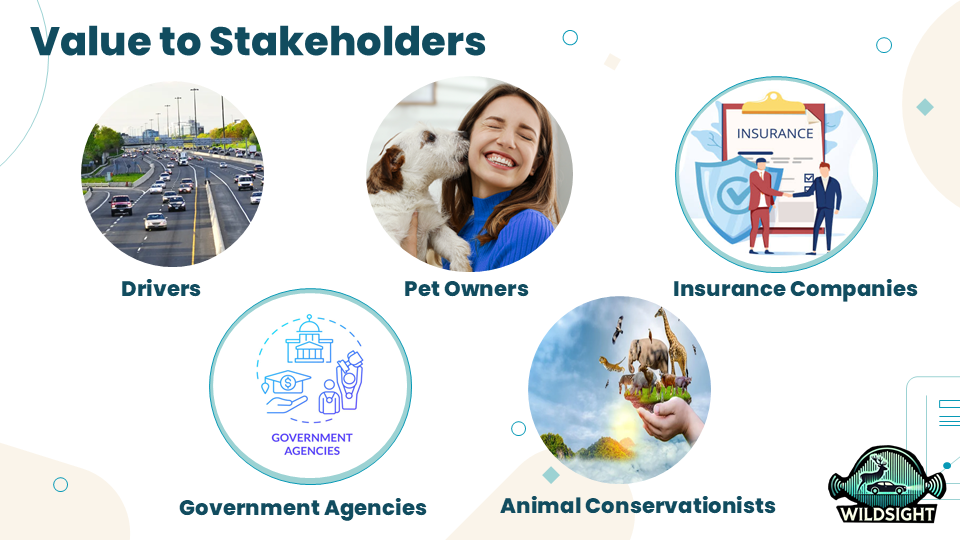 Value to Stakeholders
INSURANCE
Drivers
Pet Owners
Insurance Companies
$
GOVERNMENT
AGENCIES
Government Agencies
Animal Conservationists
WILDSIGHT